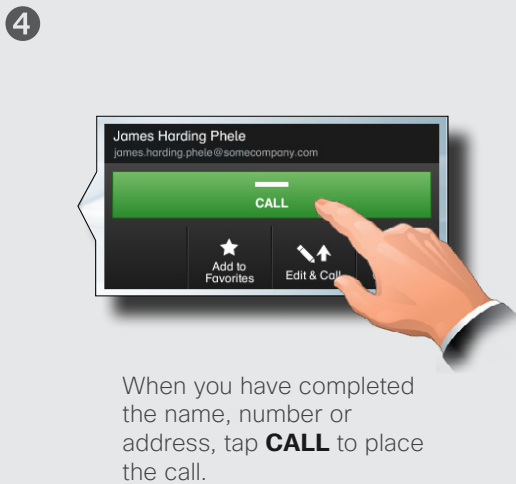 4
James Harding Phele
james.harding.phele@somecompany.com
CALL
Add to
Favorites
Edit & Call
When you have completed
the name, number or
address, tap CALL to place
the call.